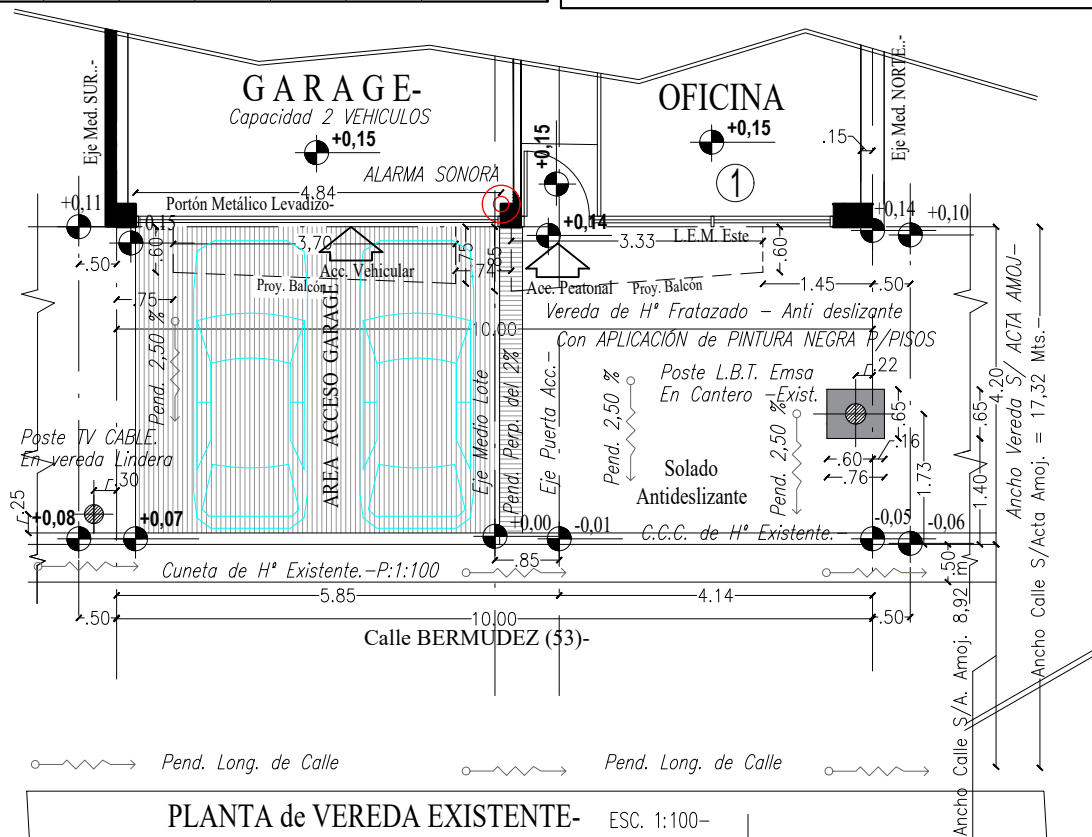 Eje Med. SUR..-
G A R A G E-
Capacidad 2 VEHICULOS
+0,15
ALARMA SONORA
4.84
Portón Metálico Levadizo-
+0,15
OFICINA
+0,15
1
Eje Med. NORTE..-
.15
+0,11
+0,15
+0,14
+0,14
+0,10
.50
.60
3,70
.75
.85
.74
3.33
L.E.M. Este
.60
Acc. Vehicular
Proy. Balcón
Acc. Peatonal
Proy. Balcón
1.45
.50
.75
10.00
Vereda de Hº Fratazado - Anti deslizante
Con APLICACIÓN de PINTURA NEGRA P/PISOS
Pend. 2,50 %
AREA ACCESO GARAGE
Eje Medio Lote
Pend. Perp. del 2%
Eje Puerta Acc.-
Pend. 2,50 %
Poste L.B.T. Emsa
En Cantero -Exist.
.22
.65
.65
Pend. 2,50 %
Solado
Antideslizante
.60
.16
.76
1.73
1.40
4.20
Ancho Vereda S/ ACTA AMOJ-
Ancho Calle S/Acta Amoj. = 17,32 Mts.-
Poste TV CABLE.
En vereda Lindera
.30
.25
+0,08
+0,07
+0,00
-0,01
C.C.C. de Hº Existente.-
-0,05
-0,06
.85
.50
Cuneta de Hº Existente.-P:1:100
5.85
4.14
.50
10.00
.50
Calle BERMUDEZ (53)-
Ancho Calle S/A. Amoj. 8,92 m
Pend. Long. de Calle
Pend. Long. de Calle
PLANTA de VEREDA EXISTENTE-
ESC. 1:100-